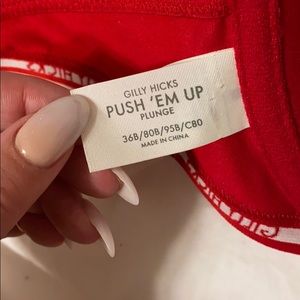 GILLY HICKS
PUSH 'EM UP
PLUNGE
36B/80B/95B/C80
MADE IN CHINA